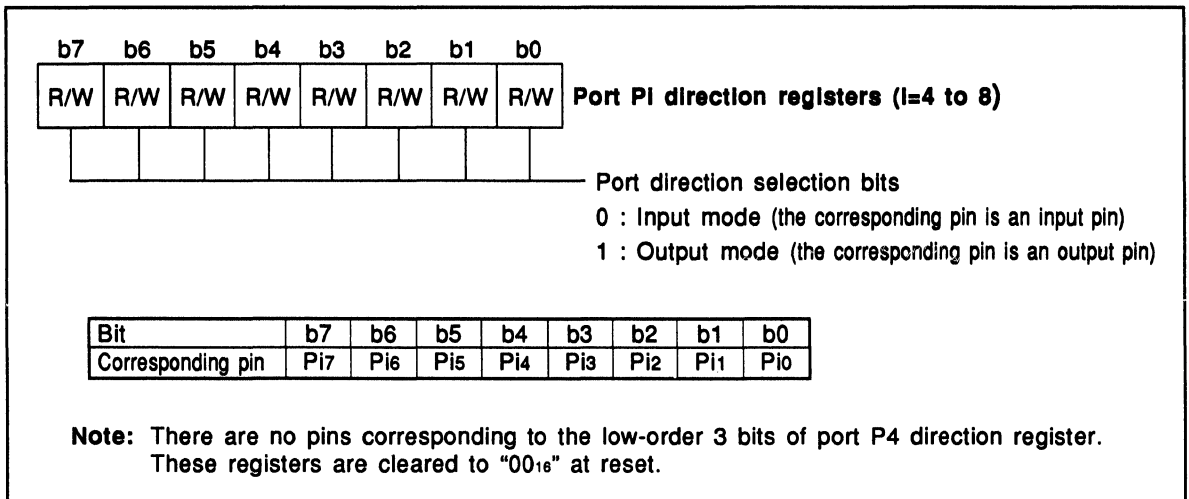 b7 b6 b5 b4 b3 b2 b1 b0
R/W R/W R/W R/W R/W R/W R/W R/W Port Pi direction registers (i=4 to 8)
Port direction selection bits
0 : Input mode (the corresponding pin is an input pin)
1 : Output mode (the corresponding pin is an output pin)
Bit b7 b6 b5 b4 b3 b2 b1 b0
Corresponding pin Pi7 Pi6 Pi5 Pi4 Pi3 Pi2 Pi1 Pi0
Note: There are no pins corresponding to the low-order 3 bits of port P4 direction register.
These registers are cleared to “0016” at reset.